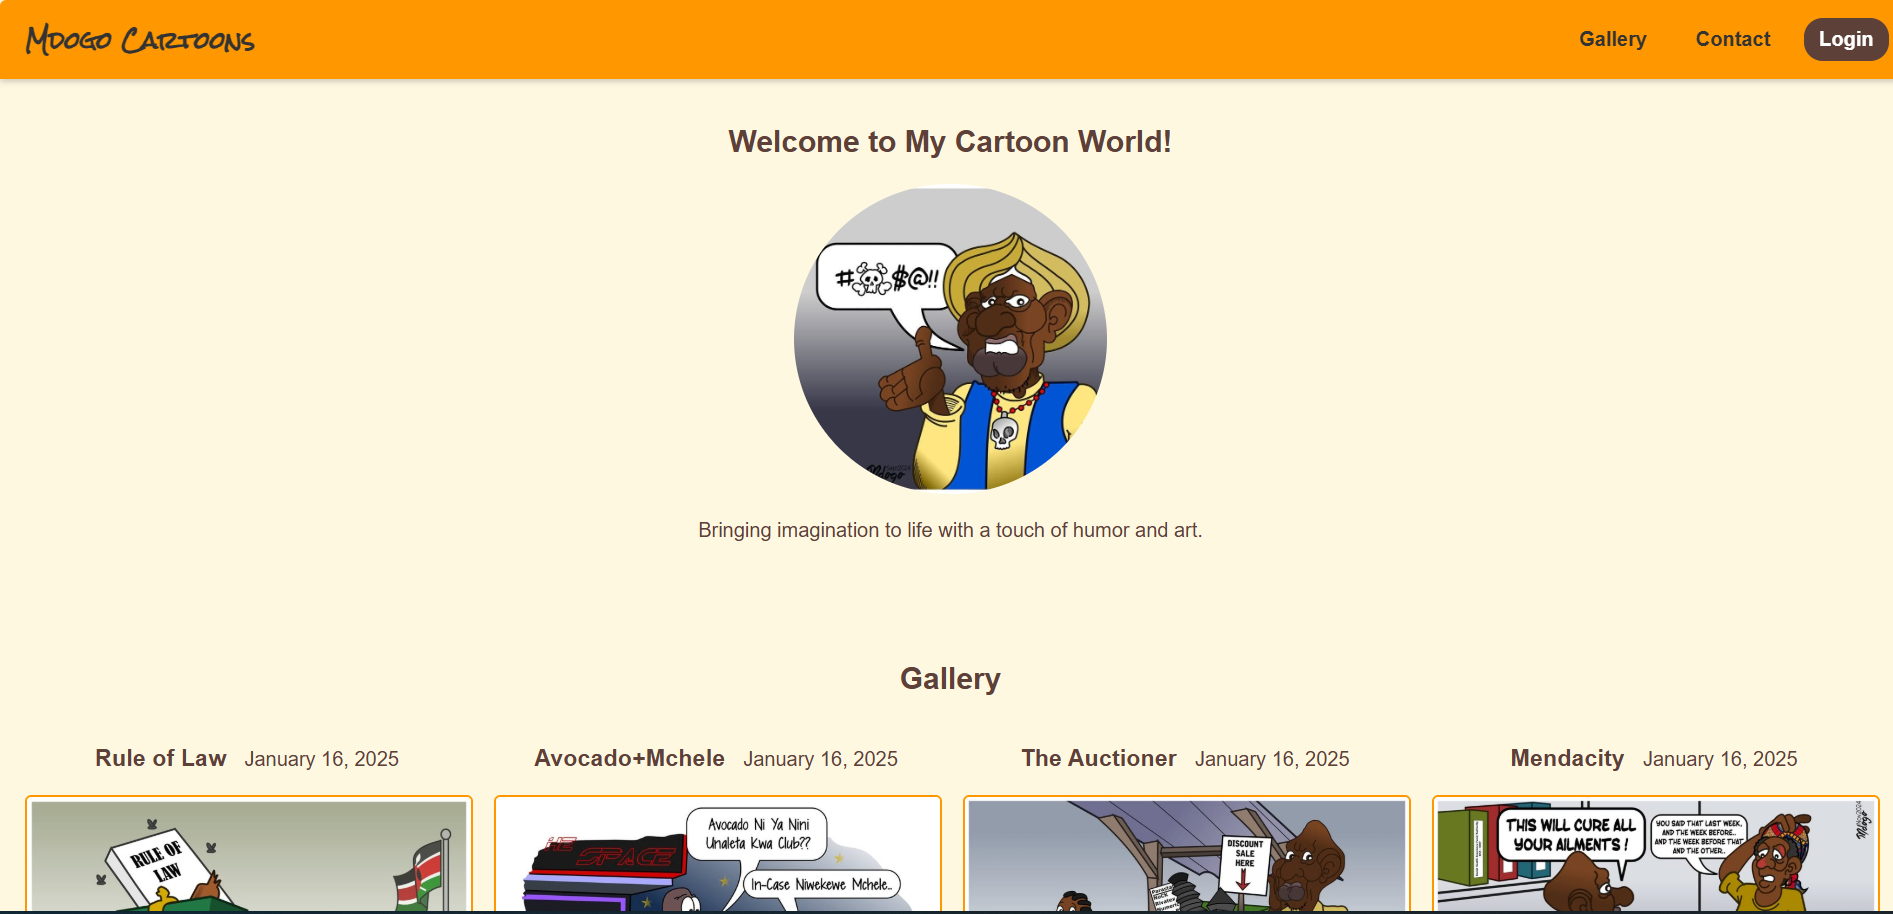 Mdogo Cartoons
Gallery
Contact
Login
Welcome to My Cartoon World!
#$@!!
Mdogo
Bringing imagination to life with a touch of humor and art.
Gallery
Rule of Law January 16, 2025
Avocado+Mchele January 16, 2025
The Auctioner January 16, 2025
Mendacity January 16, 2025
RULE OF
LAW
HE
SPACE
Avocado Ni Ya Nini
Unaleta Kwa Club??
In-Case Niwekewe Mchele..
DISCOUNT
SALE
HERE
THIS WILL CURE ALL
YOUR AILMENTS !
YOU SAID THAT LAST WEEK,
AND THE WEEK BEFORE..
AND THE WEEK BEFORE THAT
AND THE OTHER..
Mdogo